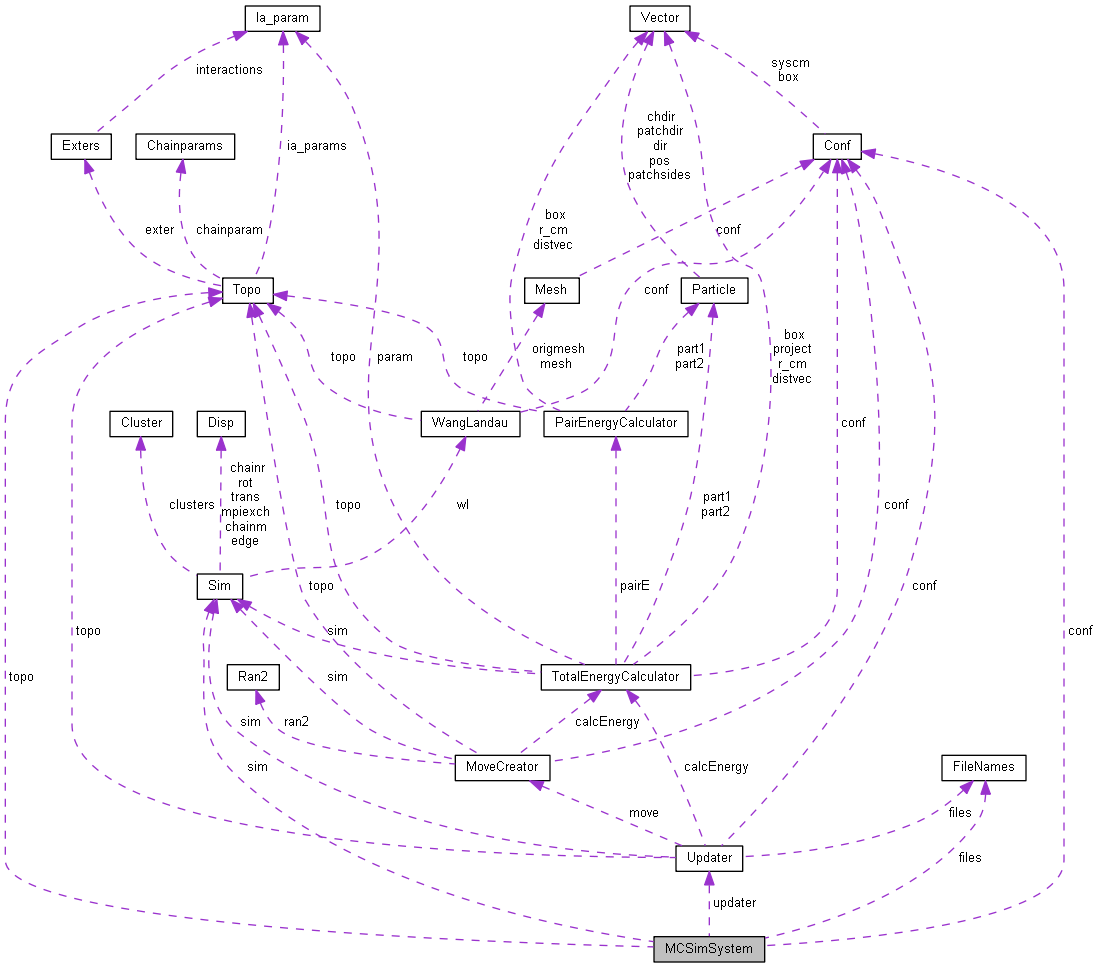 Ia_param
Vector
interactions
syscm
box
Exters
Chainparams
ia_params
chdir
patchdir
dir
pos
patchsides
Conf
exter
chainparam
box
r_cm
distvec
conf
Topo
Mesh
Particle
conf
topo
param
topo
origmesh
mesh
part1
part2
box
project
r_cm
distvec
Cluster
Disp
WangLandau
PairEnergyCalculator
conf
chainr
rot
trans
mpiexch
chainm
edge
clusters
wl
topo
part1
part2
conf
Sim
topo
pairE
conf
topo
topo
sim
Ran2
sim
TotalEnergyCalculator
conf
sim
ran2
calcEnergy
sim
MoveCreator
calcEnergy
FileNames
move
files
Updater
files
updater
MCSimSystem